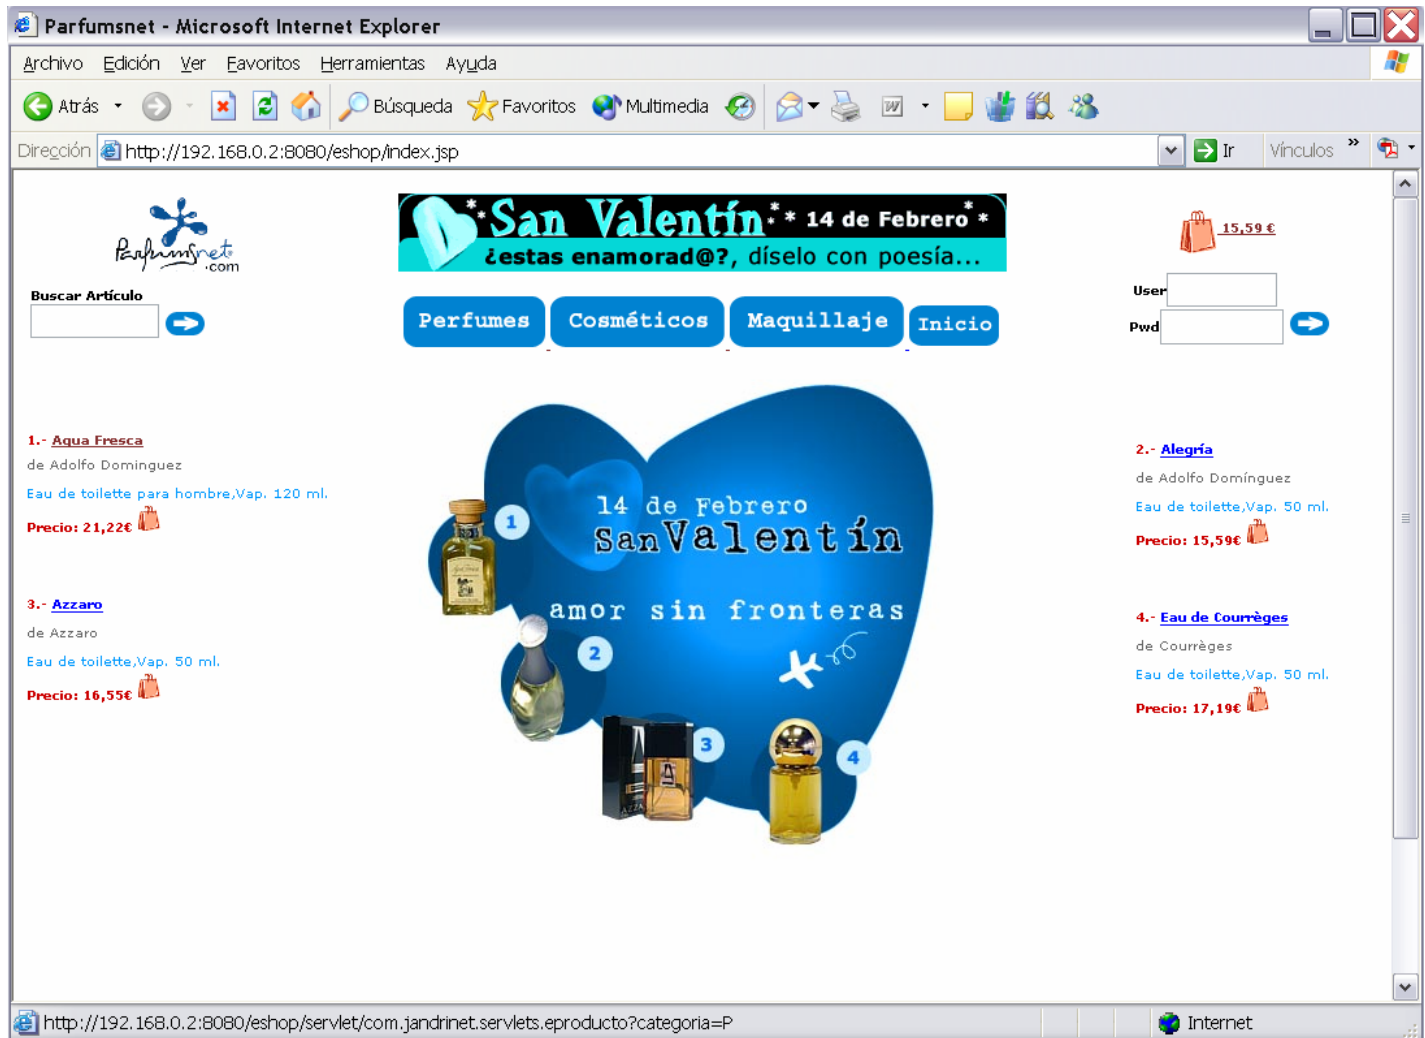 Parfumsnet - Microsoft Internet Explorer
Archivo Edición Ver Favoritos Herramientas Ayuda
Atrás Búsqueda Favoritos Multimedia
Dirección http://192.168.0.2:8080/eshop/index.jsp Ir Vínculos »
Parfumsnet
.com
San Valentín * 14 de Febrero *
¿estas enamorad@?, díselo con poesía...
15,59 €
Buscar Artículo
User
Pwd
Perfumes Cosméticos Maquillaje Inicio
1.- Agua Fresca
de Adolfo Dominguez
Eau de toilette para hombre,Vap. 120 ml.
Precio: 21,22€
2.- Alegría
de Adolfo Domínguez
Eau de toilette,Vap. 50 ml.
Precio: 15,59€
14 de Febrero
San Valentín
amor sin fronteras
1
2
3
4
3.- Azzaro
de Azzaro
Eau de toilette,Vap. 50 ml.
Precio: 16,55€
4.- Eau de Courrèges
de Courrèges
Eau de toilette,Vap. 50 ml.
Precio: 17,19€
AZZA
http://192.168.0.2:8080/eshop/servlet/com.jandrinet.servlets.eproducto?categoria=P Internet